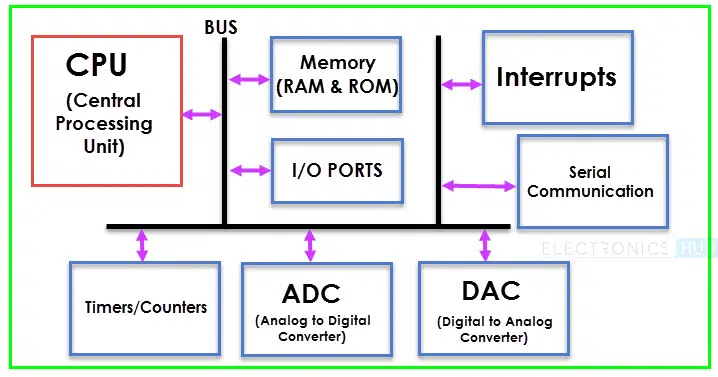 BUS
CPU
(Central
Processing
Unit)
Memory
(RAM & ROM)
Interrupts
I/O PORTS
Serial
Communication
ELECTRONICS HUB
Timers/Counters
ADC
(Analog to Digital
Converter)
DAC
(Digital to Analog
Converter)